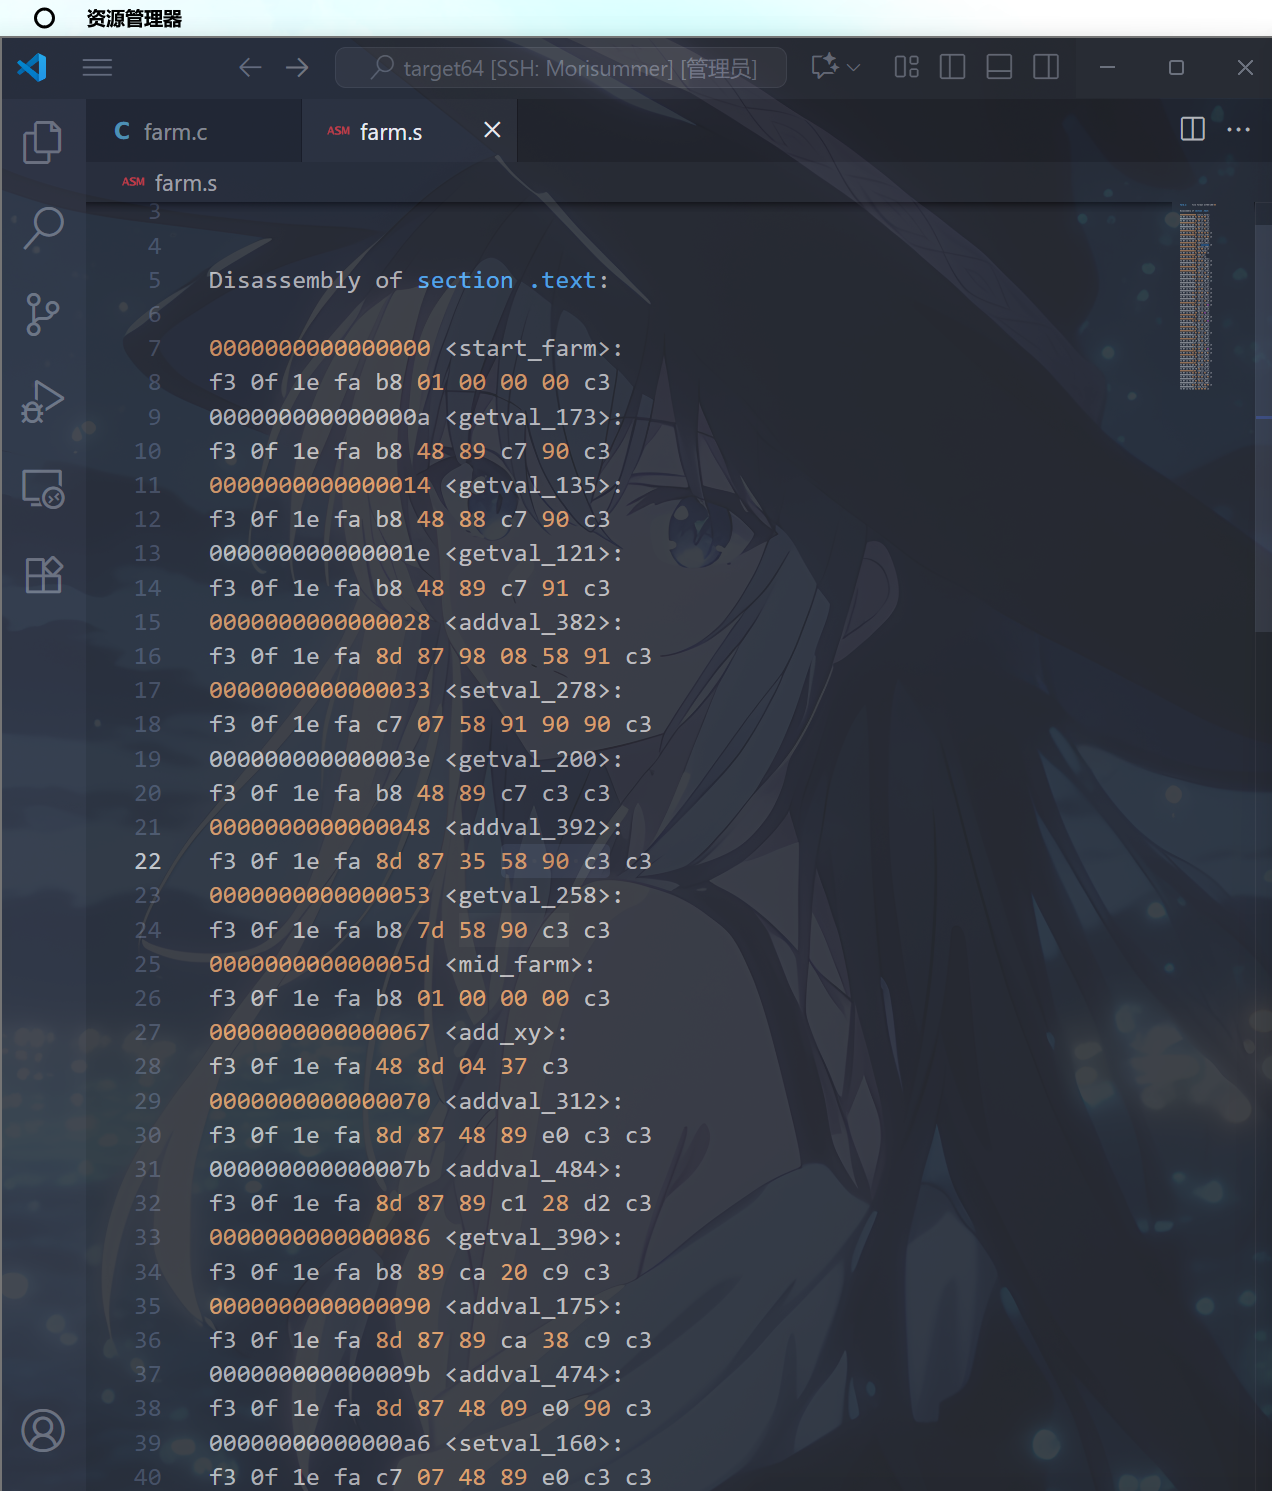 资源管理器
target64 [SSH: Morisummer] [管理员]
C farm.c
ASM farm.s
ASM farm.s
3
4
5 Disassembly of section .text:
6
7 0000000000000000 <start_farm>:
8 f3 0f 1e fa b8 01 00 00 00 c3
9 000000000000000a <getval_173>:
10 f3 0f 1e fa b8 48 89 c7 90 c3
11 0000000000000014 <getval_135>:
12 f3 0f 1e fa b8 48 88 c7 90 c3
13 000000000000001e <getval_121>:
14 f3 0f 1e fa b8 48 89 c7 91 c3
15 0000000000000028 <addval_382>:
16 f3 0f 1e fa 8d 87 98 08 58 91 c3
17 0000000000000033 <setval_278>:
18 f3 0f 1e fa c7 07 58 91 90 90 c3
19 000000000000003e <getval_200>:
20 f3 0f 1e fa b8 48 89 c7 c3 c3
21 0000000000000048 <addval_392>:
22 f3 0f 1e fa 8d 87 35 58 90 c3 c3
23 0000000000000053 <getval_258>:
24 f3 0f 1e fa b8 7d 58 90 c3 c3
25 000000000000005d <mid_farm>:
26 f3 0f 1e fa b8 01 00 00 00 c3
27 0000000000000067 <add_xy>:
28 f3 0f 1e fa 48 8d 04 37 c3
29 0000000000000070 <addval_312>:
30 f3 0f 1e fa 8d 87 48 89 e0 c3 c3
31 000000000000007b <addval_484>:
32 f3 0f 1e fa 8d 87 89 c1 28 d2 c3
33 0000000000000086 <getval_390>:
34 f3 0f 1e fa b8 89 ca 20 c9 c3
35 0000000000000090 <addval_175>:
36 f3 0f 1e fa 8d 87 89 ca 38 c9 c3
37 000000000000009b <addval_474>:
38 f3 0f 1e fa 8d 87 48 09 e0 90 c3
39 00000000000000a6 <setval_160>:
40 f3 0f 1e fa c7 07 48 89 e0 c3 c3